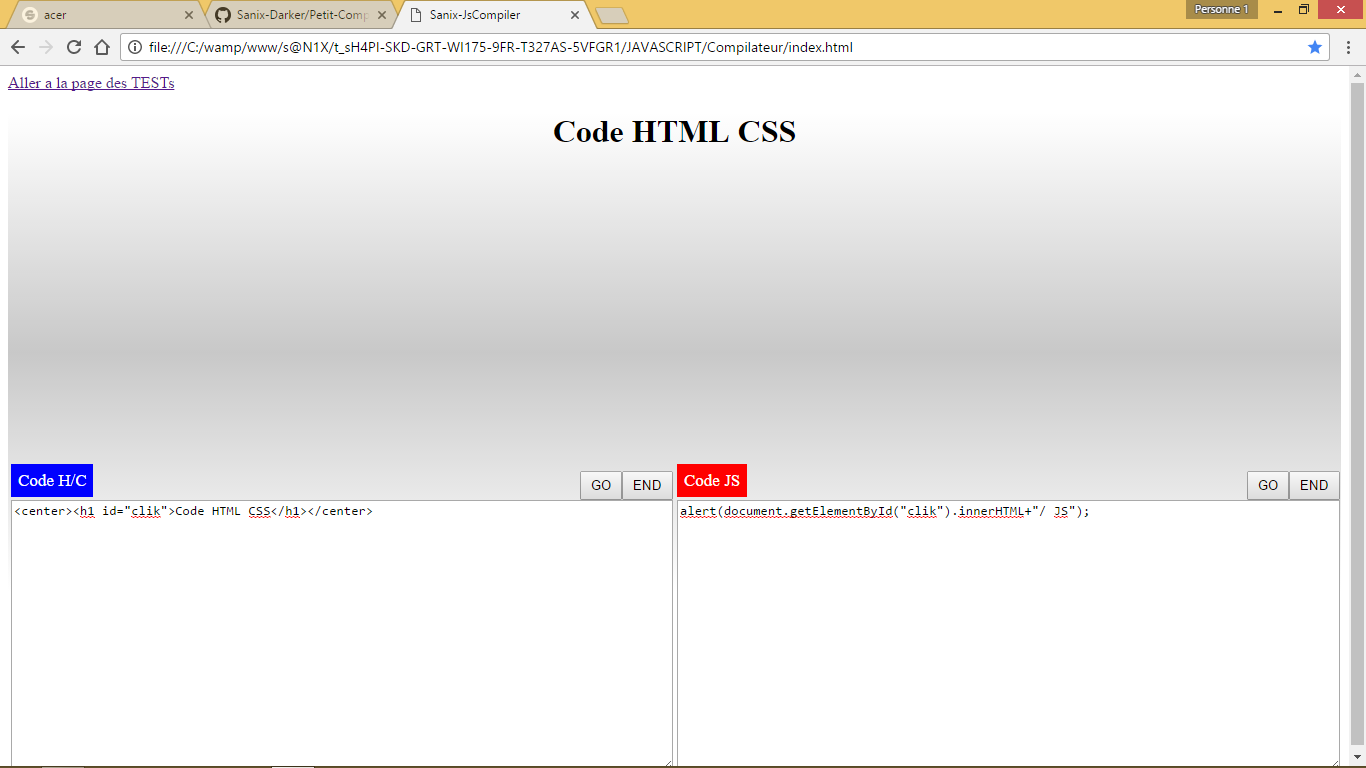 acer
Sanix-Darker/Petit-Comp
Sanix-JsCompiler
Personne 1
file:///C:/wamp/www/s@N1X/t_sH4PI-SKD-GRT-WI175-9FR-T327AS-5VFGR1/JAVASCRIPT/Compilateur/index.html
Aller a la page des TESTs
Code HTML CSS
Code H/C
GO
END
Code JS
GO
END
<center><h1 id="clik">Code HTML CSS</h1></center>
alert(document.getElementById("clik").innerHTML+"/ JS");